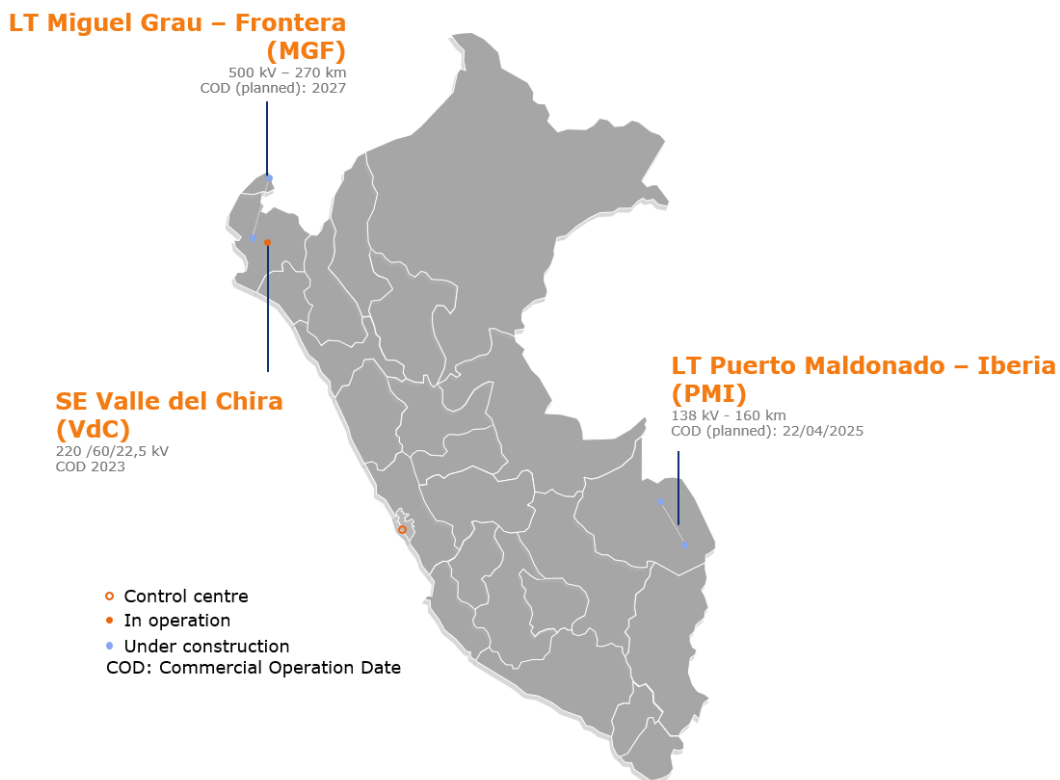 LT Miguel Grau – Frontera
(MGF)
500 kV – 270 km
COD (planned): 2027
SE Valle del Chira
(VdC)
220 /60/22,5 kV
COD 2023
LT Puerto Maldonado – Iberia
(PMI)
138 kV - 160 km
COD (planned): 22/04/2025
Control centre
In operation
Under construction
COD: Commercial Operation Date